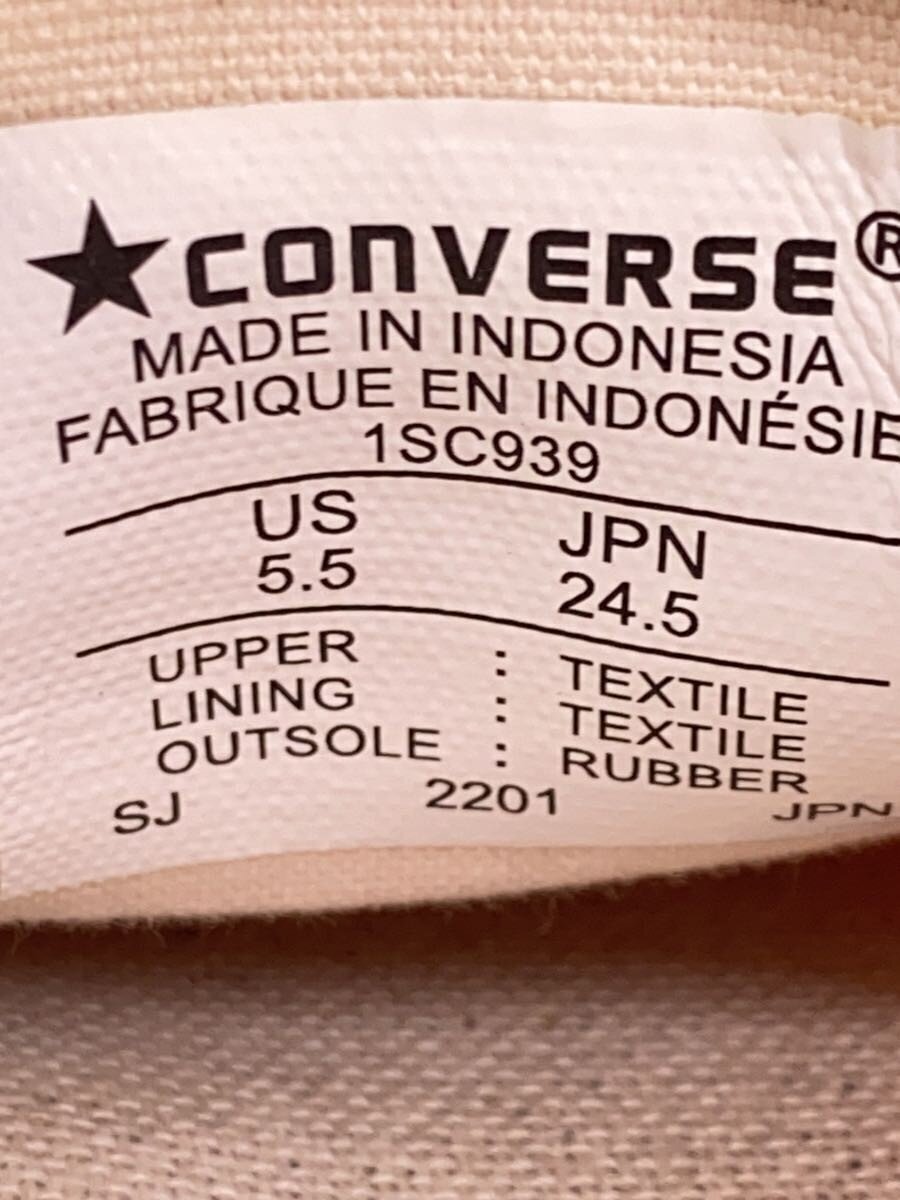 ★CONVERSE®
MADE IN INDONESIA
FABRIQUE EN INDONÉSIE
1SC939
US JPN
5.5 24.5
UPPER : TEXTILE
LINING : TEXTILE
OUTSOLE : RUBBER
SJ 2201 JPN